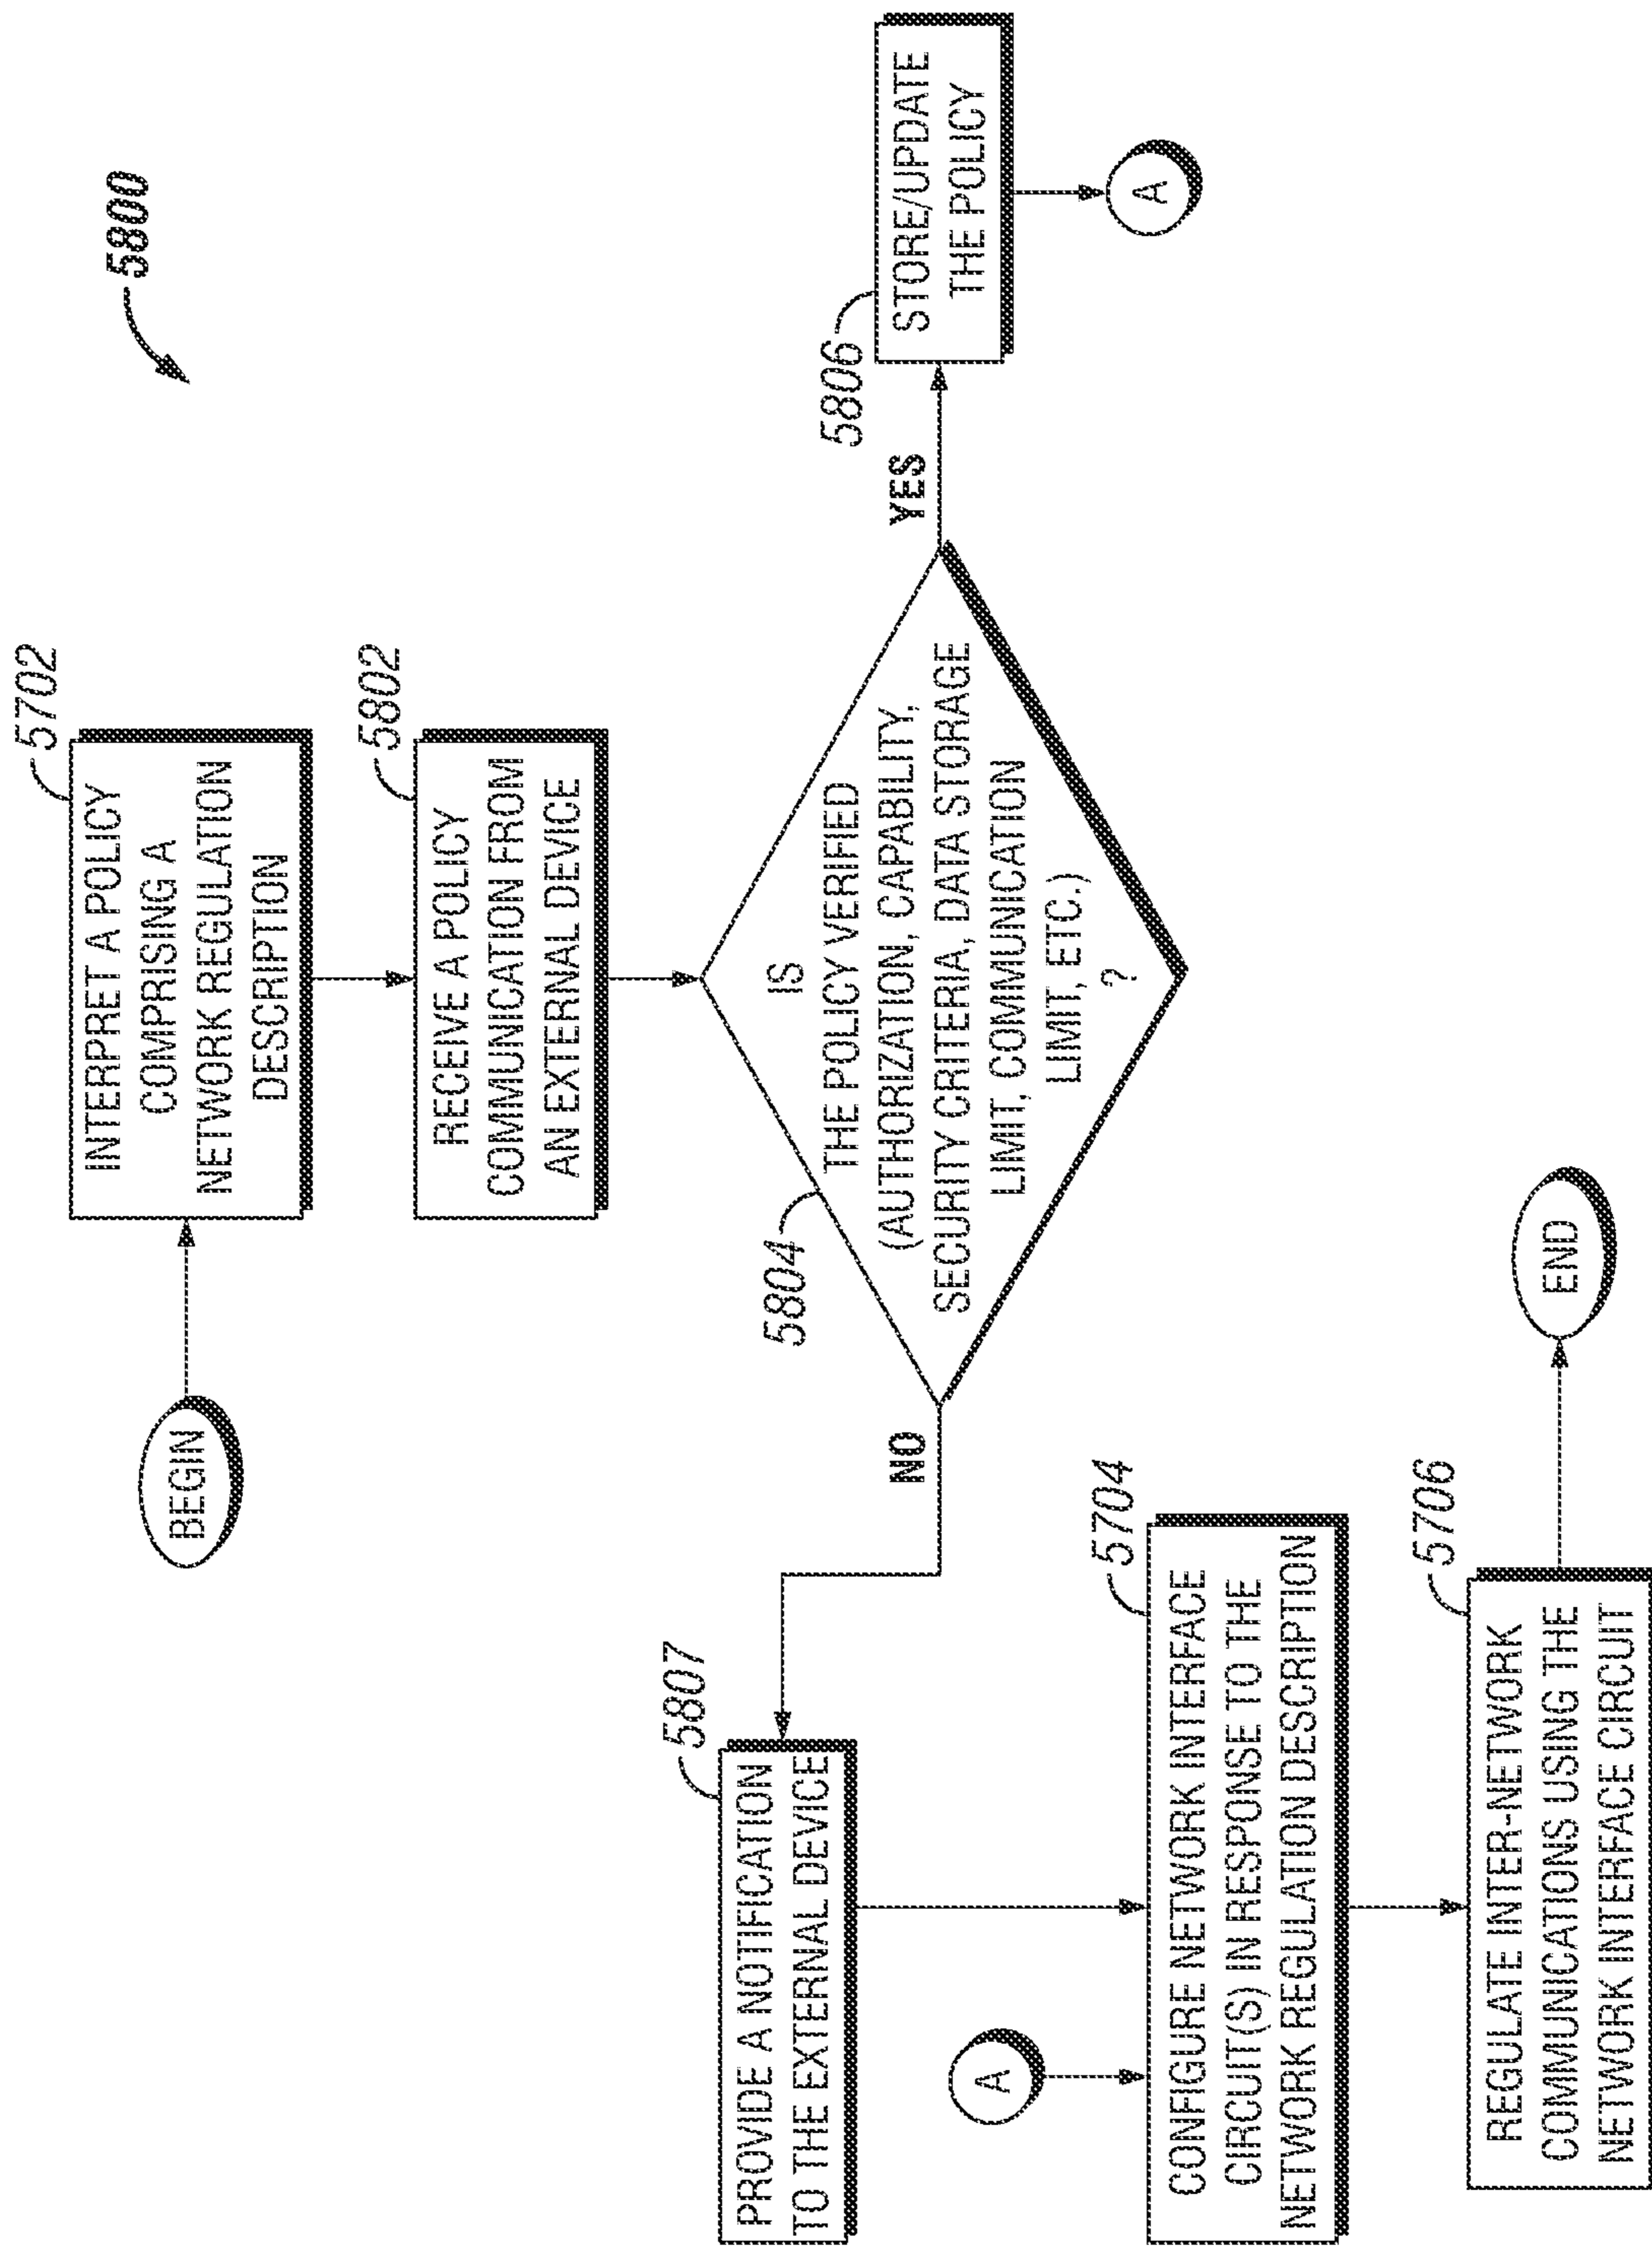 5800
BEGIN
5702
INTERPRET A POLICY
COMPRISING A
NETWORK REGULATION
DESCRIPTION
5802
RECEIVE A POLICY
COMMUNICATION FROM
AN EXTERNAL DEVICE
5804
IS
THE POLICY VERIFIED
(AUTHORIZATION, CAPABILITY,
SECURITY CRITERIA, DATA STORAGE
LIMIT, COMMUNICATION
LIMIT, ETC.)
?
YES
5806
STORE/UPDATE
THE POLICY
A
NO
5807
PROVIDE A NOTIFICATION
TO THE EXTERNAL DEVICE
A
5704
CONFIGURE NETWORK INTERFACE
CIRCUIT(S) IN RESPONSE TO THE
NETWORK REGULATION DESCRIPTION
5706
REGULATE INTER-NETWORK
COMMUNICATIONS USING THE
NETWORK INTERFACE CIRCUIT
END